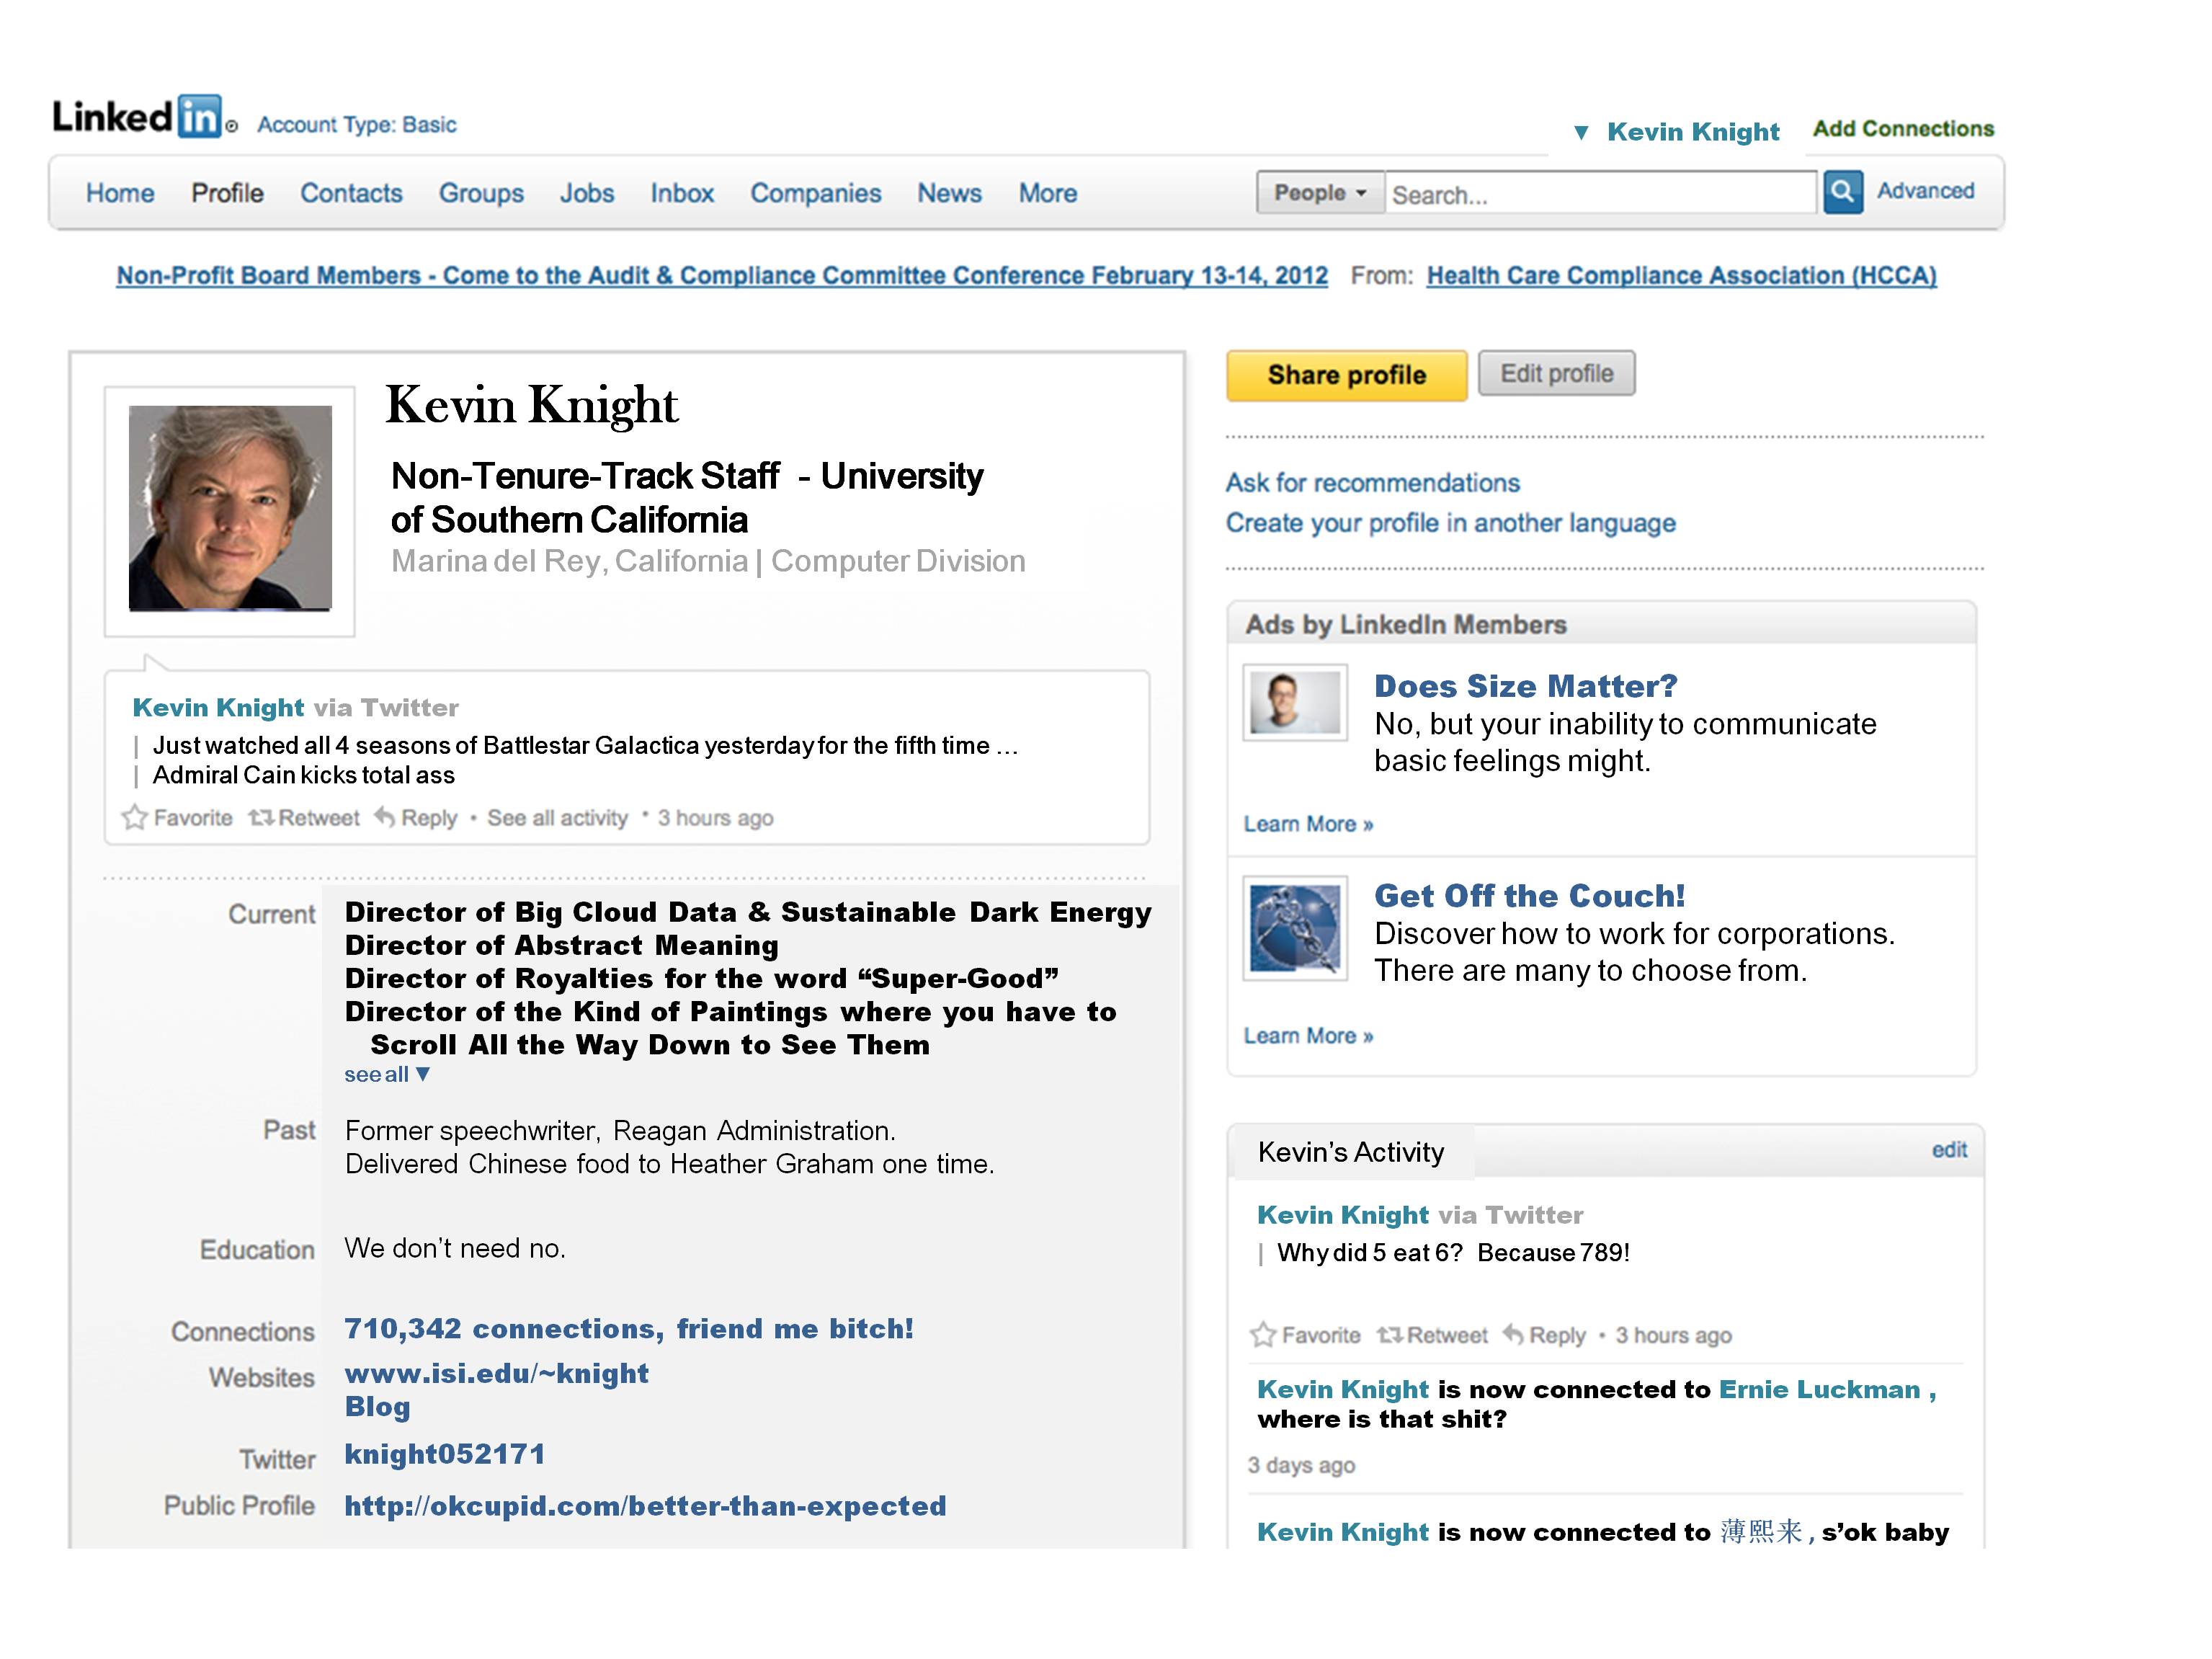 Linked in Account Type: Basic
▼ Kevin Knight Add Connections
Home Profile Contacts Groups Jobs Inbox Companies News More People Search... Advanced
Non-Profit Board Members - Come to the Audit & Compliance Committee Conference February 13-14, 2012 From: Health Care Compliance Association (HCCA)
Kevin Knight
Non-Tenure-Track Staff - University
of Southern California
Marina del Rey, California | Computer Division
Kevin Knight via Twitter
| Just watched all 4 seasons of Battlestar Galactica yesterday for the fifth time …
| Admiral Cain kicks total ass
Favorite Retweet Reply • See all activity • 3 hours ago
Current Director of Big Cloud Data & Sustainable Dark Energy
Director of Abstract Meaning
Director of Royalties for the word “Super-Good”
Director of the Kind of Paintings where you have to
Scroll All the Way Down to See Them
see all ▼
Past Former speechwriter, Reagan Administration.
Delivered Chinese food to Heather Graham one time.
Education We don’t need no.
Connections 710,342 connections, friend me bitch!
Websites www.isi.edu/~knight
Blog
Twitter knight052171
Public Profile http://okcupid.com/better-than-expected
Share profile Edit profile
Ask for recommendations
Create your profile in another language
Ads by LinkedIn Members
Does Size Matter?
No, but your inability to communicate
basic feelings might.
Learn More »
Get Off the Couch!
Discover how to work for corporations.
There are many to choose from.
Learn More »
Kevin’s Activity edit
Kevin Knight via Twitter
| Why did 5 eat 6? Because 789!
Favorite Retweet Reply • 3 hours ago
Kevin Knight is now connected to Ernie Luckman ,
where is that shit?
3 days ago
Kevin Knight is now connected to 薄熙来 , s’ok baby